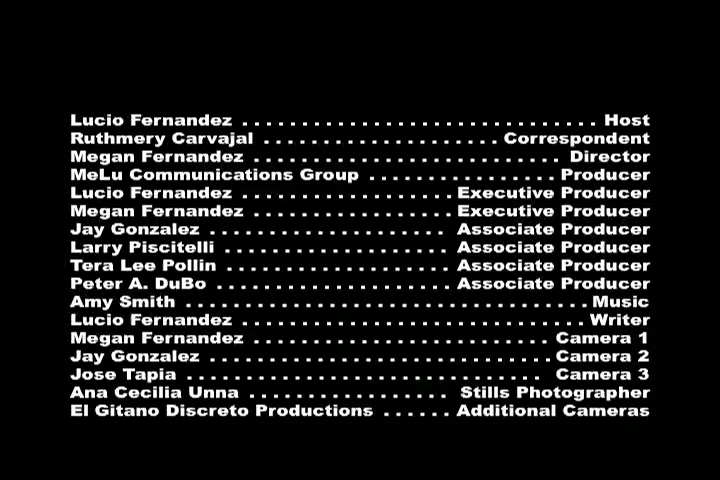 Lucio Fernandez . . . . . . . . . . . . . . . . . . . . . . . . . . . . . . Host
Ruthmery Carvajal . . . . . . . . . . . . . . . . . . . . Correspondent
Megan Fernandez . . . . . . . . . . . . . . . . . . . . . . . . . . Director
MeLu Communications Group . . . . . . . . . . . . . . . . Producer
Lucio Fernandez . . . . . . . . . . . . . . . . . . Executive Producer
Megan Fernandez . . . . . . . . . . . . . . . . . Executive Producer
Jay Gonzalez . . . . . . . . . . . . . . . . . . . . Associate Producer
Larry Piscitelli . . . . . . . . . . . . . . . . . . . Associate Producer
Tera Lee Pollin . . . . . . . . . . . . . . . . . . . Associate Producer
Peter A. DuBo . . . . . . . . . . . . . . . . . . . . Associate Producer
Amy Smith . . . . . . . . . . . . . . . . . . . . . . . . . . . . . . . . . . Music
Lucio Fernandez . . . . . . . . . . . . . . . . . . . . . . . . . . . . . Writer
Megan Fernandez . . . . . . . . . . . . . . . . . . . . . . . . . Camera 1
Jay Gonzalez . . . . . . . . . . . . . . . . . . . . . . . . . . . . . Camera 2
Jose Tapia . . . . . . . . . . . . . . . . . . . . . . . . . . . . . . Camera 3
Ana Cecilia Unna . . . . . . . . . . . . . . . . . Stills Photographer
El Gitano Discreto Productions . . . . . . Additional Cameras